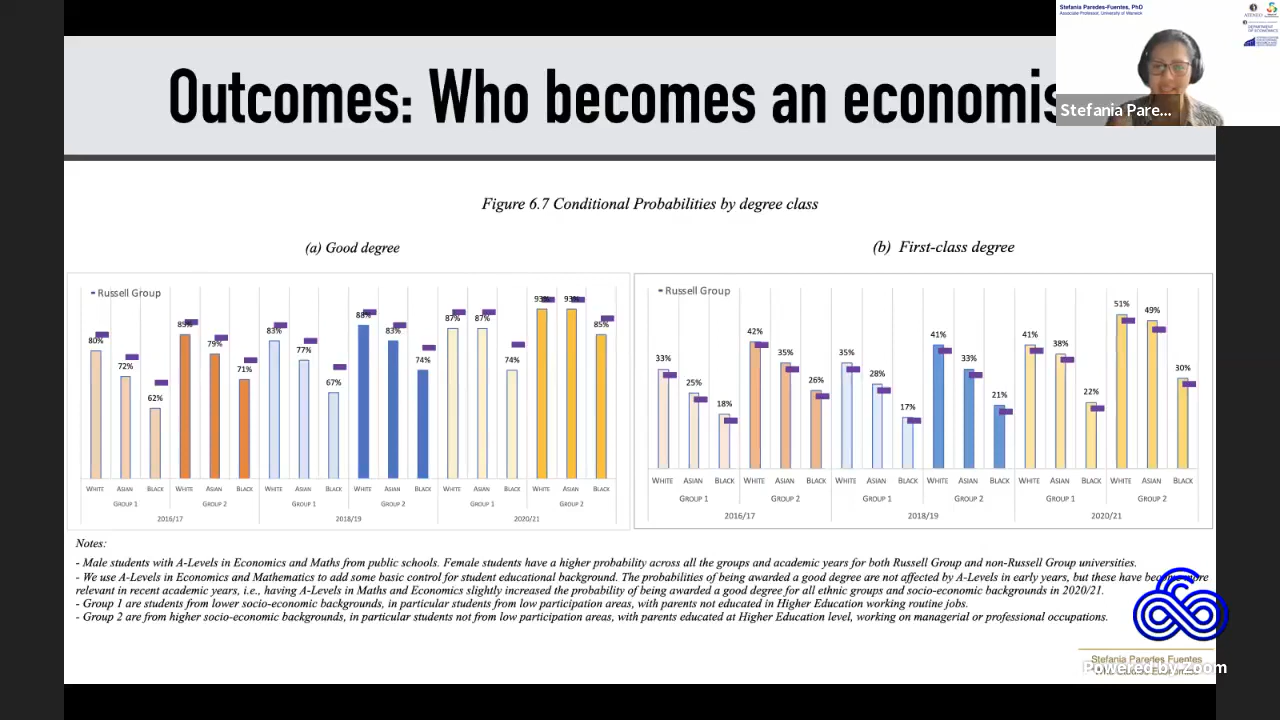 Stefania Paredes-Fuentes, PhD
Associate Professor, University of Warwick
DEPARTMENT
OF ECONOMICS
Stefania Pare...
Outcomes: Who becomes an economis
Figure 6.7 Conditional Probabilities by degree class
(a) Good degree
(b) First-class degree
Russell Group
80% 72% 62% 85% 79% 71% 83% 77% 67% 88% 83% 74% 87% 87% 74% 93% 93% 85%
WHITE ASIAN BLACK WHITE ASIAN BLACK WHITE ASIAN BLACK WHITE ASIAN BLACK WHITE ASIAN BLACK WHITE ASIAN BLACK
GROUP 1 GROUP 2 GROUP 1 GROUP 2 GROUP 1 GROUP 2
2016/17 2018/19 2020/21
Russell Group
33% 25% 18% 42% 35% 26% 35% 28% 17% 41% 33% 21% 41% 38% 22% 51% 49% 30%
WHITE ASIAN BLACK WHITE ASIAN BLACK WHITE ASIAN BLACK WHITE ASIAN BLACK WHITE ASIAN BLACK WHITE ASIAN BLACK
GROUP 1 GROUP 2 GROUP 1 GROUP 2 GROUP 1 GROUP 2
2016/17 2018/19 2020/21
Notes:
- Male students with A-Levels in Economics and Maths from public schools. Female students have a higher probability across all the groups and academic years for both Russell Group and non-Russell Group universities.
- We use A-Levels in Economics and Mathematics to add some basic control for student educational background. The probabilities of being awarded a good degree are not affected by A-Levels in early years, but these have become more
relevant in recent academic years, i.e., having A-Levels in Maths and Economics slightly increased the probability of being awarded a good degree for all ethnic groups and socio-economic backgrounds in 2020/21.
- Group 1 are students from lower socio-economic backgrounds, in particular students from low participation areas, with parents not educated in Higher Education working routine jobs.
- Group 2 are from higher socio-economic backgrounds, in particular students not from low participation areas, with parents educated at Higher Education level, working on managerial or professional occupations.
Stefania Paredes Fuentes
Powered by zoom